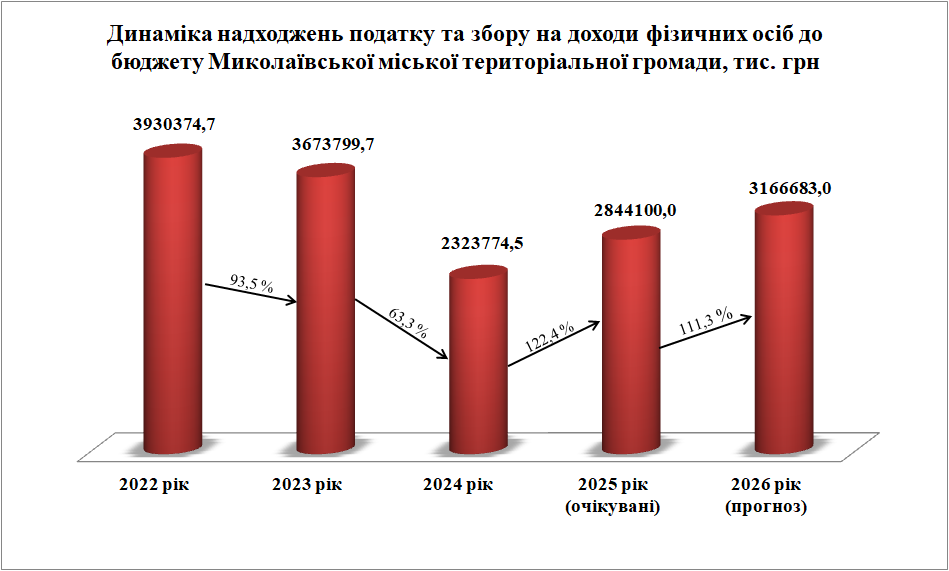 Динаміка надходжень податку та збору на доходи фізичних осіб до
бюджету Миколаївської міської територіальної громади, тис. грн
3930374,7
3673799,7
2323774,5
2844100,0
3166683,0
93,5 %
63,3 %
122,4 %
111,3 %
2022 рік
2023 рік
2024 рік
2025 рік
(очікувані)
2026 рік
(прогноз)